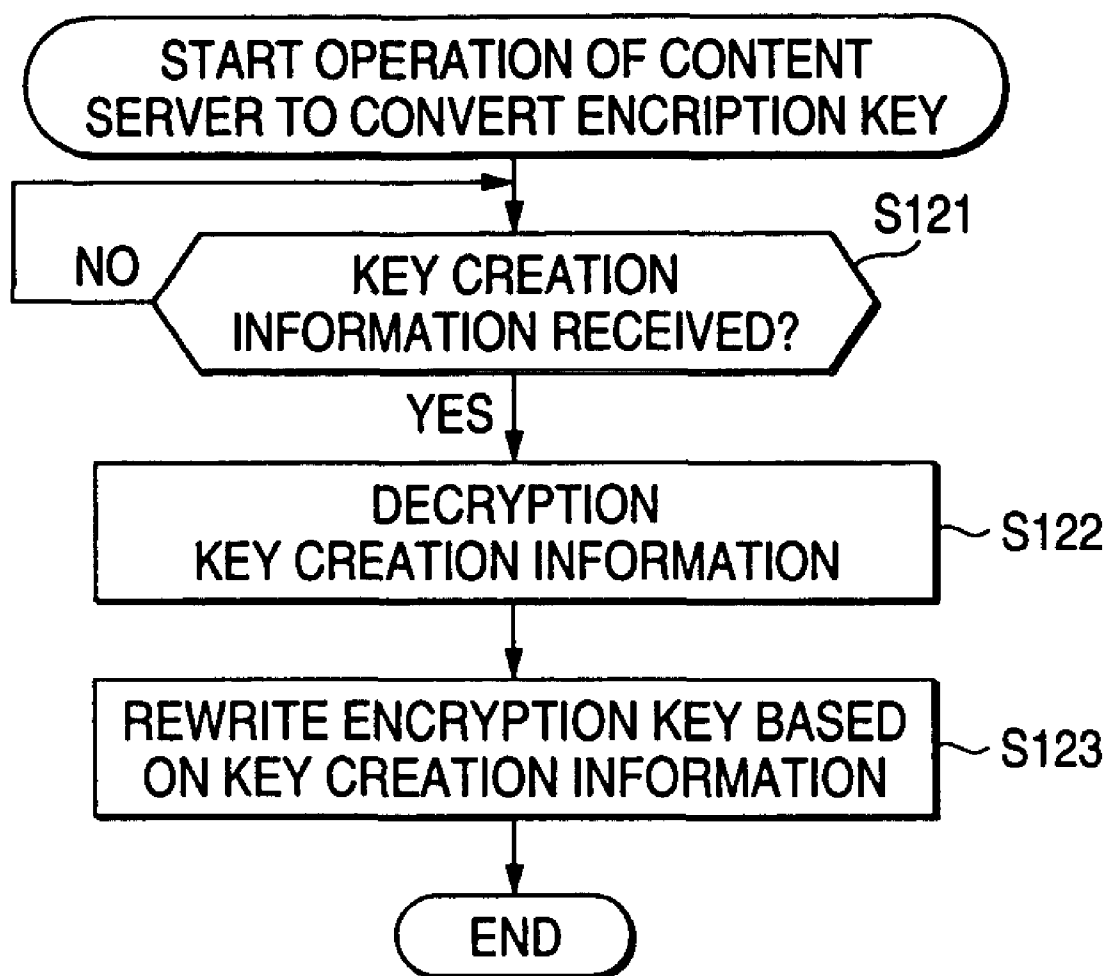 START OPERATION OF CONTENT
SERVER TO CONVERT ENCRIPTION KEY
S121
NO
KEY CREATION
INFORMATION RECEIVED?
YES
DECRYPTION
KEY CREATION INFORMATION
S122
REWRITE ENCRYPTION KEY BASED
ON KEY CREATION INFORMATION
S123
END